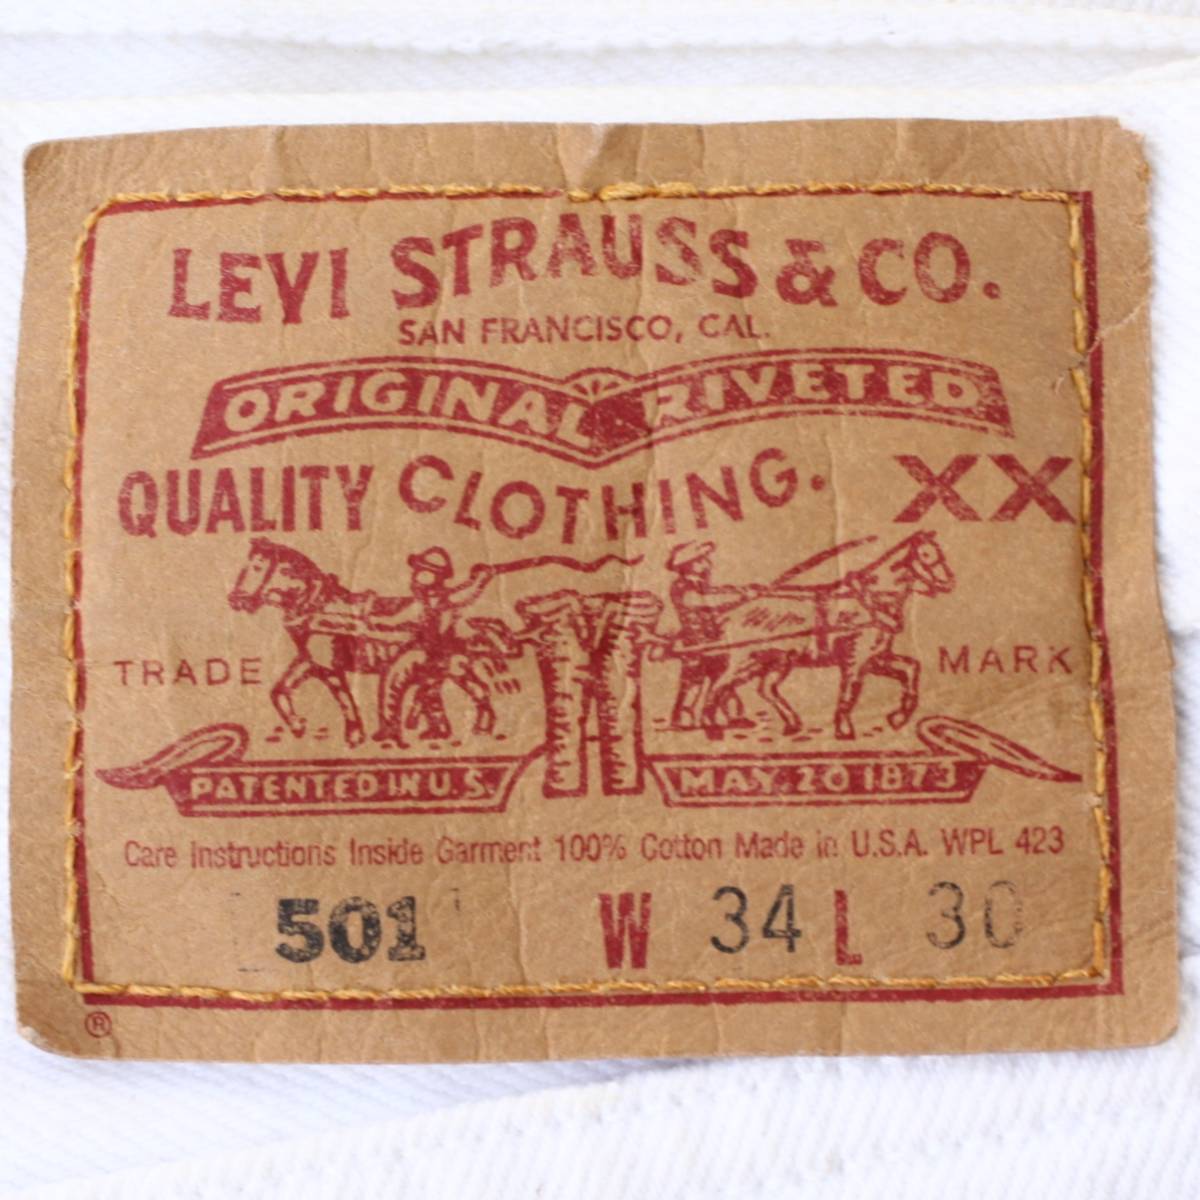 LEVI STRAUSS & CO.
SAN FRANCISCO, CAL.
ORIGINAL RIVETED
QUALITY CLOTHING. XX
TRADE MARK
PATENTED IN U.S. MAY 20 1873
Care Instructions Inside Garment 100% Cotton Made in U.S.A. WPL 423
501 W 34 L 30
®